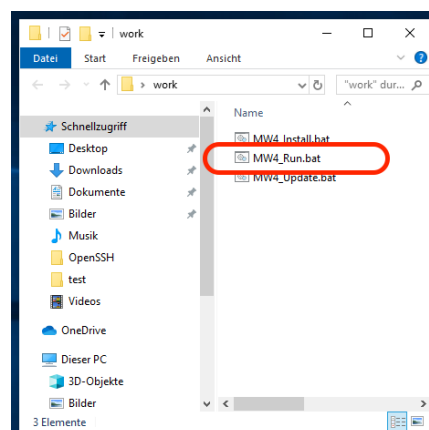 work
Datei Start Freigeben Ansicht
work "work" dur...
Name
Schnellzugriff
MW4_Install.bat
Desktop
MW4_Run.bat
Downloads
MW4_Update.bat
Dokumente
Bilder
Musik
OpenSSH
test
Videos
OneDrive
Dieser PC
3D-Objekte
Bilder
3 Elemente